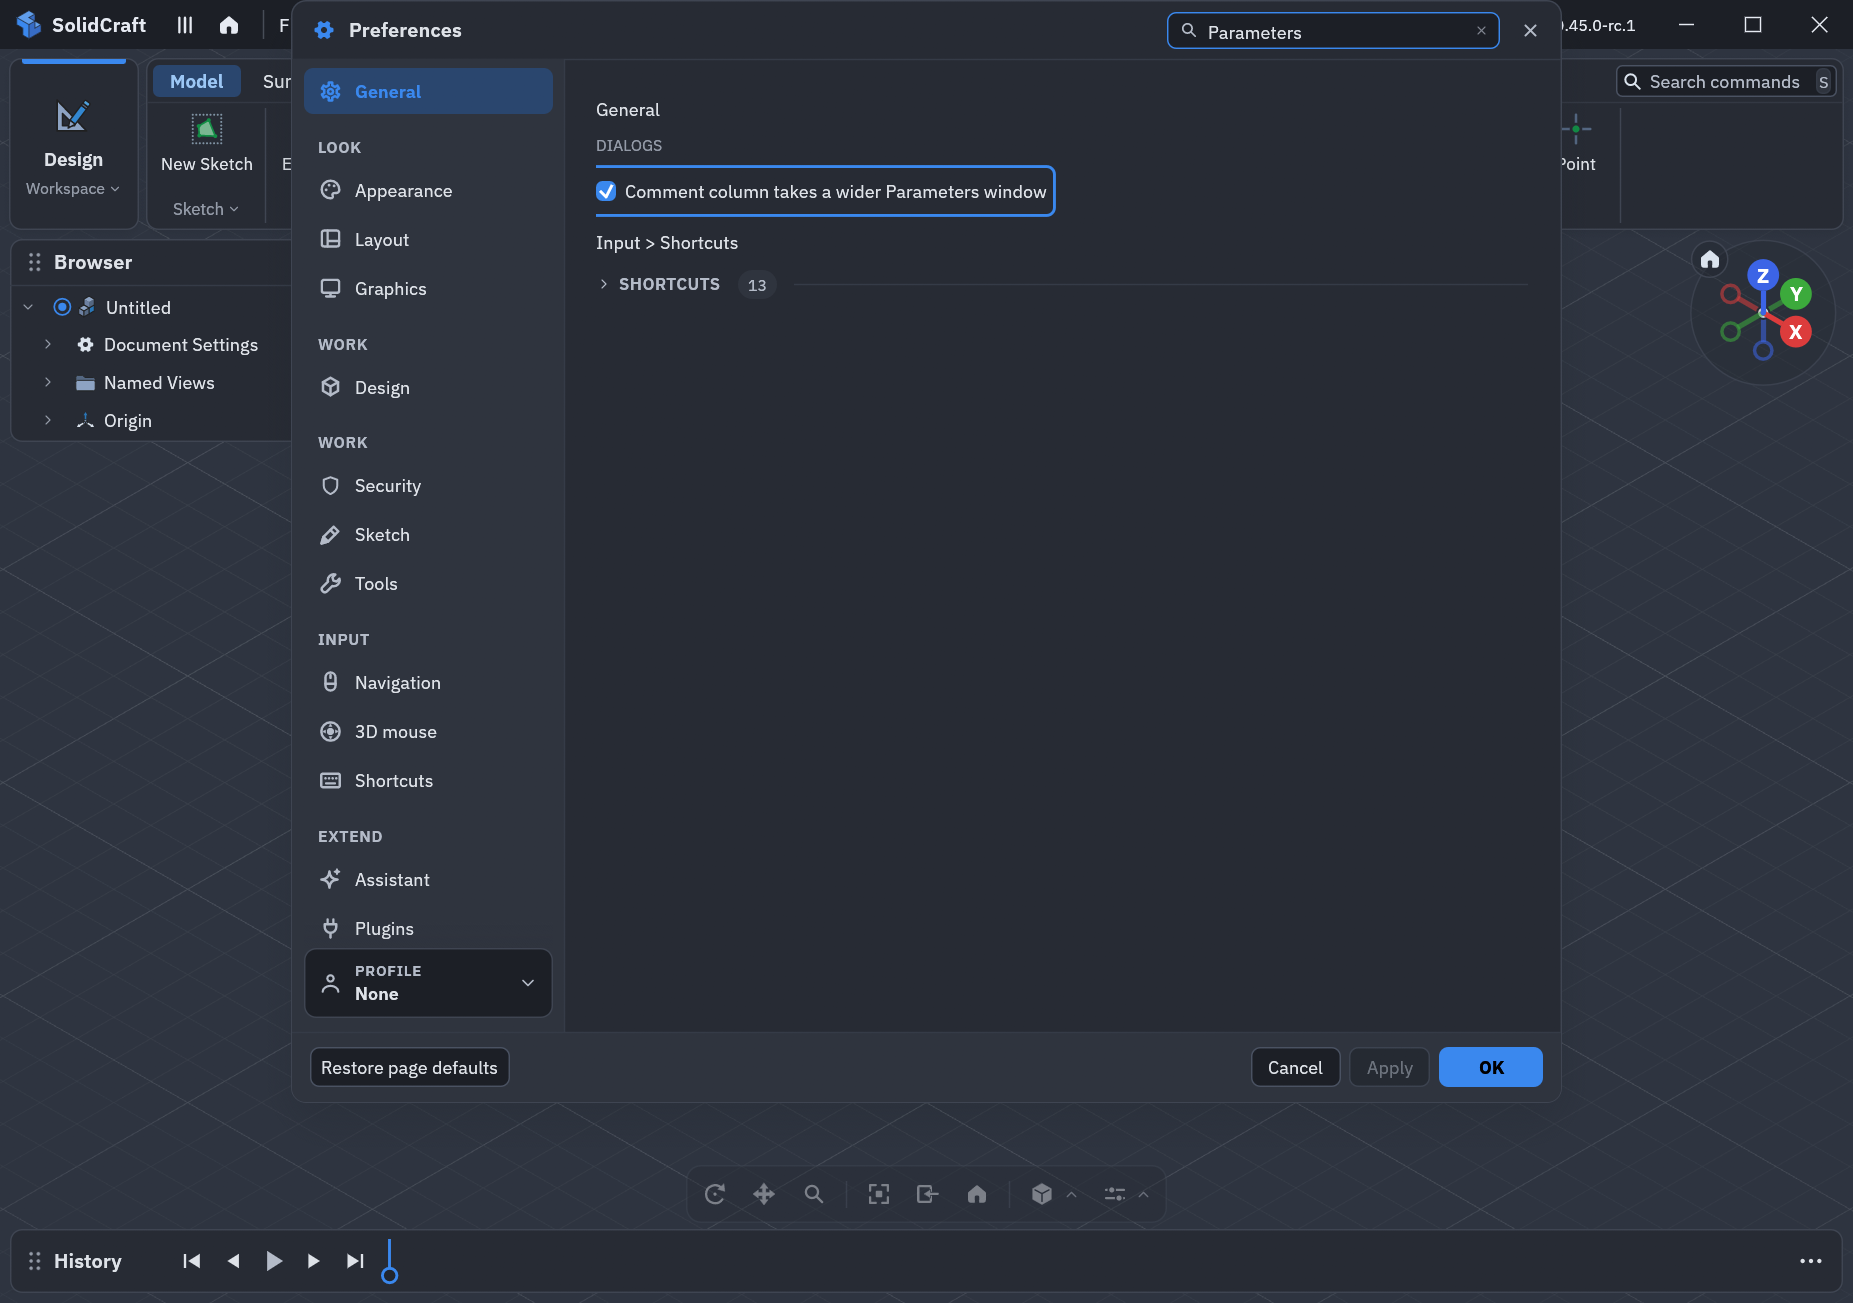 SolidCraft
F
Preferences
Parameters
0.45.0-rc.1
Design
Workspace
Model
Sur
New Sketch
E
Sketch
Search commands
S
Point
Browser
Untitled
Document Settings
Named Views
Origin
General
LOOK
Appearance
Layout
Graphics
WORK
Design
WORK
Security
Sketch
Tools
INPUT
Navigation
3D mouse
Shortcuts
EXTEND
Assistant
Plugins
PROFILE
None
General
DIALOGS
Comment column takes a wider Parameters window
Input > Shortcuts
SHORTCUTS 13
Z
Y
X
Restore page defaults
Cancel
Apply
OK
History